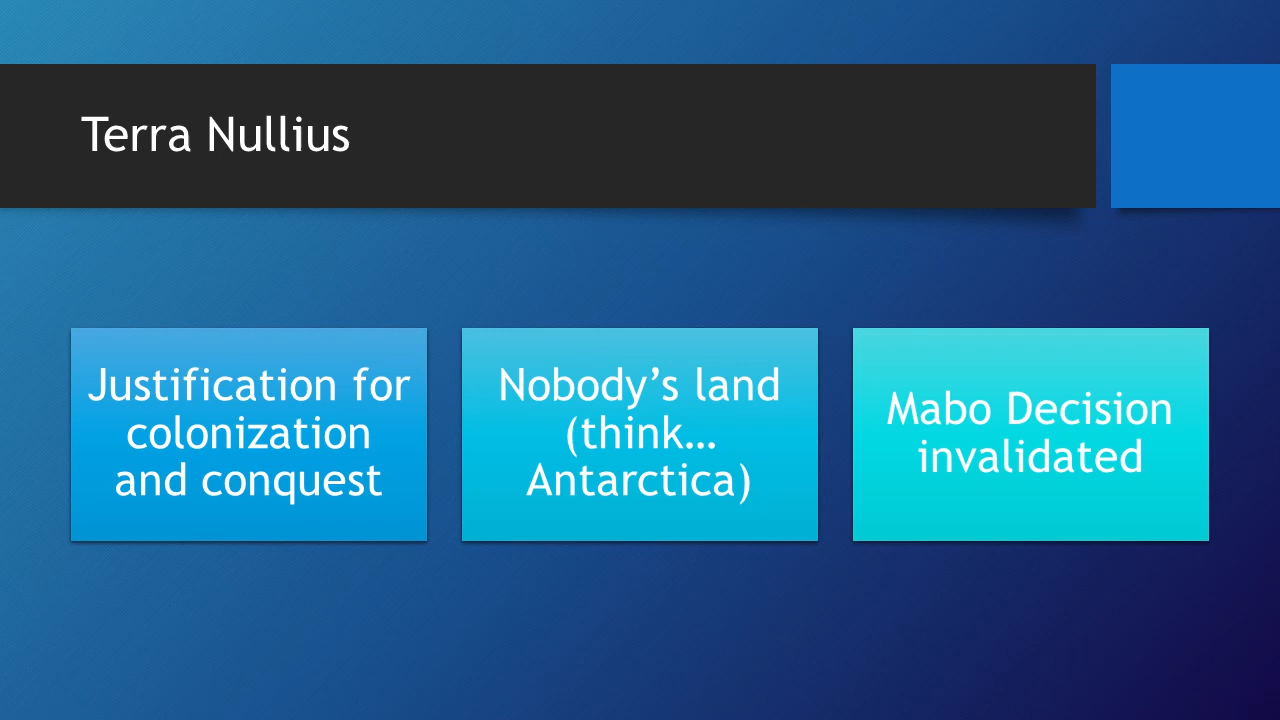 Terra Nullius
Justification for
colonization
and conquest
Nobody’s land
(think…
Antarctica)
Mabo Decision
invalidated